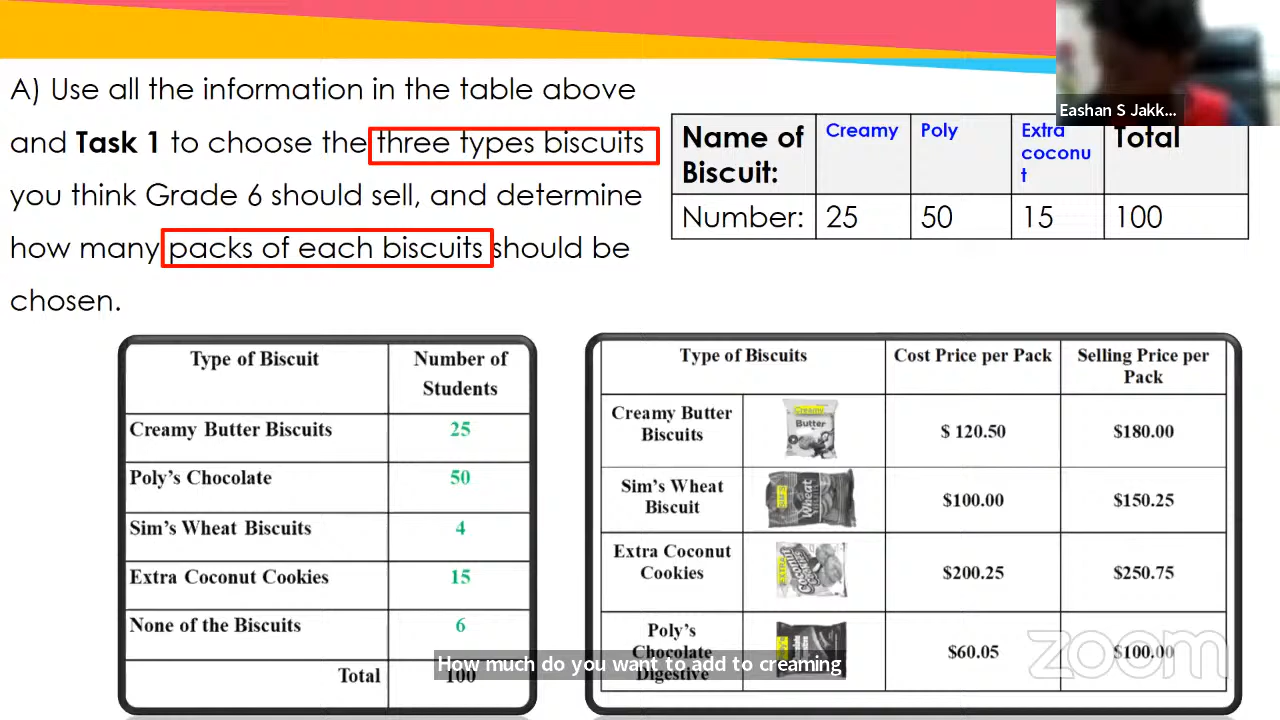 A) Use all the information in the table above
and Task 1 to choose the three types biscuits
you think Grade 6 should sell, and determine
how many packs of each biscuits should be
chosen.
Eashan S Jakk...
Name of Biscuit: Creamy Poly Extra coconut Total
Number: 25 50 15 100
Type of Biscuit Number of Students
Creamy Butter Biscuits 25
Poly's Chocolate 50
Sim's Wheat Biscuits 4
Extra Coconut Cookies 15
None of the Biscuits 6
Total 100
Type of Biscuits Cost Price per Pack Selling Price per Pack
Creamy Butter Biscuits Creamy Butter $ 120.50 $180.00
Sim's Wheat Biscuit Wheat $100.00 $150.25
Extra Coconut Cookies EXTRA COCONUT $200.25 $250.75
Poly's Chocolate Digestive $60.05 $100.00
How much do you want to add to creaming
zoom